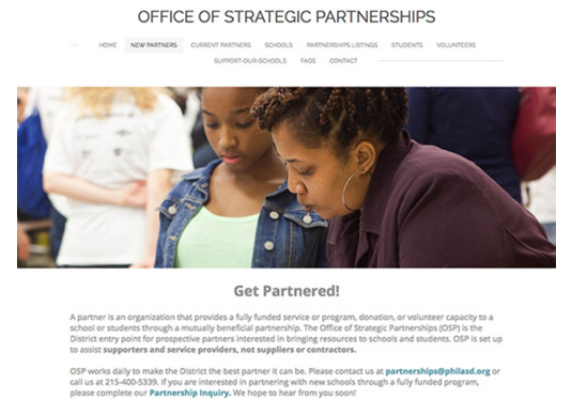 OFFICE OF STRATEGIC PARTNERSHIPS
HOME NEW PARTNERS CURRENT PARTNERS SCHOOLS PARTNERSHIPS LISTINGS STUDENTS VOLUNTEERS
SUPPORT-OUR-SCHOOLS FAQS CONTACT
Get Partnered!
A partner is an organization that provides a fully funded service or program, donation, or volunteer capacity to a
school or students through a mutually beneficial partnership. The Office of Strategic Partnerships (OSP) is the
District entry point for prospective partners interested in bringing resources to schools and students. OSP is set up
to assist supporters and service providers, not suppliers or contractors.
OSP works daily to make the District the best partner it can be. Please contact us at partnerships@philasd.org or
call us at 215-400-5339. If you are interested in partnering with new schools through a fully funded program,
please complete our Partnership Inquiry. We hope to hear from you soon!